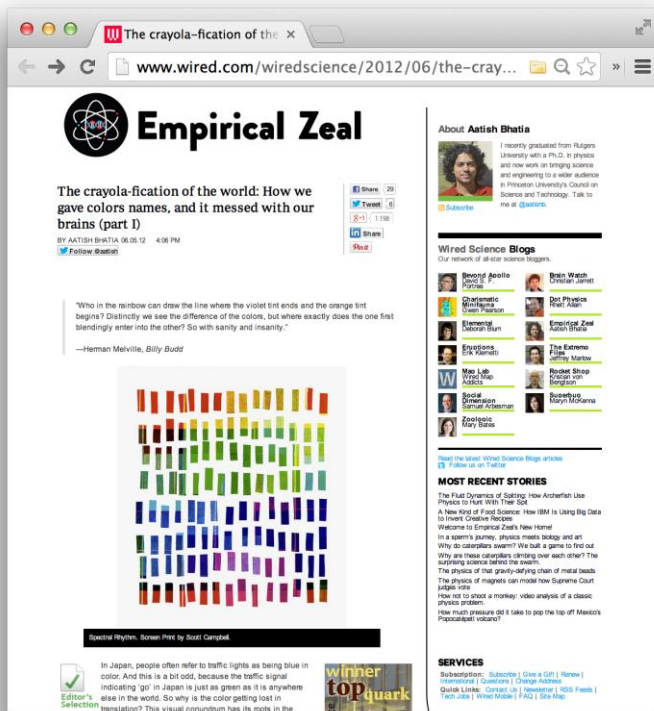 The crayola-fication of the
www.wired.com/wiredscience/2012/06/the-cray...
Empirical Zeal
The crayola-fication of the world: How we
gave colors names, and it messed with our
brains (part I)
BY AATISH BHATIA 06.05.12 4:06 PM
Follow @aatish
Share 29
Tweet 6
+1 1198
Share
Pin it
"Who in the rainbow can draw the line where the violet tint ends and the orange tint
begins? Distinctly we see the difference of the colors, but where exactly does the one first
blendingly enter into the other? So with sanity and insanity."
—Herman Melville, Billy Budd
Spectral Rhythm. Screen Print by Scott Campbell.
Editor's
Selection
In Japan, people often refer to traffic lights as being blue in
color. And this is a bit odd, because the traffic signal
indicating 'go' in Japan is just as green as it is anywhere
else in the world. So why is the color getting lost in
translation? This visual conundrum has its roots in the
winner
top quark
About Aatish Bhatia
I recently graduated from Rutgers
University with a Ph.D. in physics
and now work on bringing science
and engineering to a wider audience
in Princeton University's Council on
Science and Technology. Talk to
me at @aatishb.
Subscribe
Wired Science Blogs
Our network of all-star science bloggers.
Beyond Apollo
David S. F.
Portree
Brain Watch
Christian Jarrett
Charismatic
Minifauna
Gwen Pearson
Dot Physics
Rhett Allain
Elemental
Deborah Blum
Empirical Zeal
Aatish Bhatia
Eruptions
Erik Klemetti
The Extremo
Files
Jeffrey Marlow
W
Map Lab
Wired Map
Addicts
Rocket Shop
Kristian von
Bengtson
Social
Dimension
Samuel Arbesman
Superbug
Maryn McKenna
Zoologic
Mary Bates
Read the latest Wired Science Blogs articles
Follow us on Twitter
MOST RECENT STORIES
The Fluid Dynamics of Spitting: How Archerfish Use
Physics to Hunt With Their Spit
A New Kind of Food Science: How IBM Is Using Big Data
to Invent Creative Recipes
Welcome to Empirical Zeal's New Home!
In a sperm's journey, physics meets biology and art
Why do caterpillars swarm? We built a game to find out
Why are these caterpillars climbing over each other? The
surprising science behind the swarm.
The physics of that gravity-defying chain of metal beads
The physics of magnets can model how Supreme Court
judges vote
How not to shoot a monkey: video analysis of a classic
physics problem.
How much pressure did it take to pop the top off Mexico's
Popocatépetl volcano?
SERVICES
Subscription: Subscribe | Give a Gift | Renew |
International | Questions | Change Address
Quick Links: Contact Us | Newsletter | RSS Feeds |
Tech Jobs | Wired Mobile | FAQ | Site Map